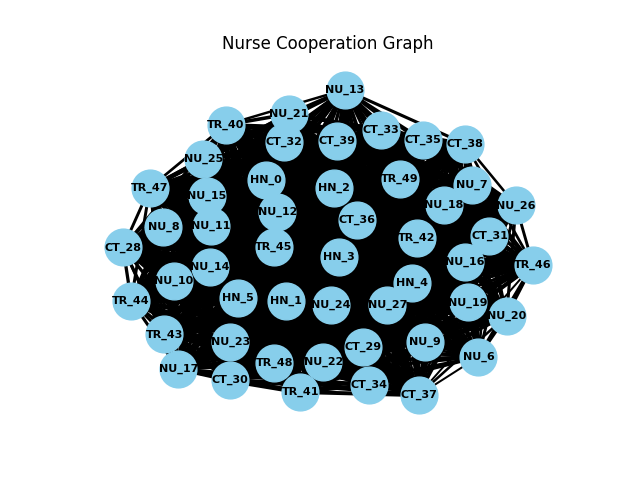 Nurse Cooperation Graph
NU_13
NU_21
TR_40
CT_33
CT_35
CT_32
CT_39
CT_38
NU_25
HN_0
TR_49
NU_7
HN_2
TR_47
NU_15
NU_18
NU_26
NU_12
CT_36
NU_8
NU_11
CT_31
TR_42
CT_28
TR_45
HN_3
NU_16
TR_46
NU_14
NU_10
HN_4
HN_5
HN_1
TR_44
NU_19
NU_24
NU_27
NU_20
TR_43
NU_23
NU_9
CT_29
NU_6
TR_48
NU_22
NU_17
CT_30
CT_34
TR_41
CT_37